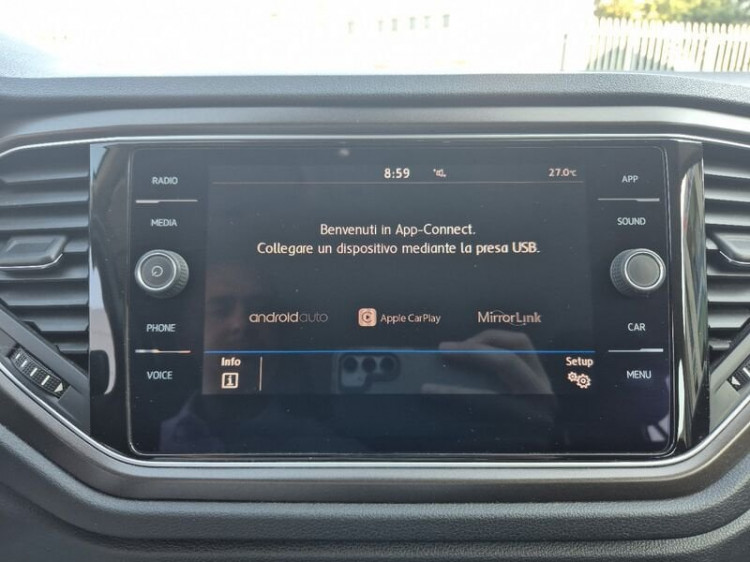 RADIO
MEDIA
PHONE
VOICE
8:59
27.0°C
Benvenuti in App-Connect.
Collegare un dispositivo mediante la presa USB.
androidauto
Apple CarPlay
MirrorLink
Info
Setup
APP
SOUND
CAR
MENU